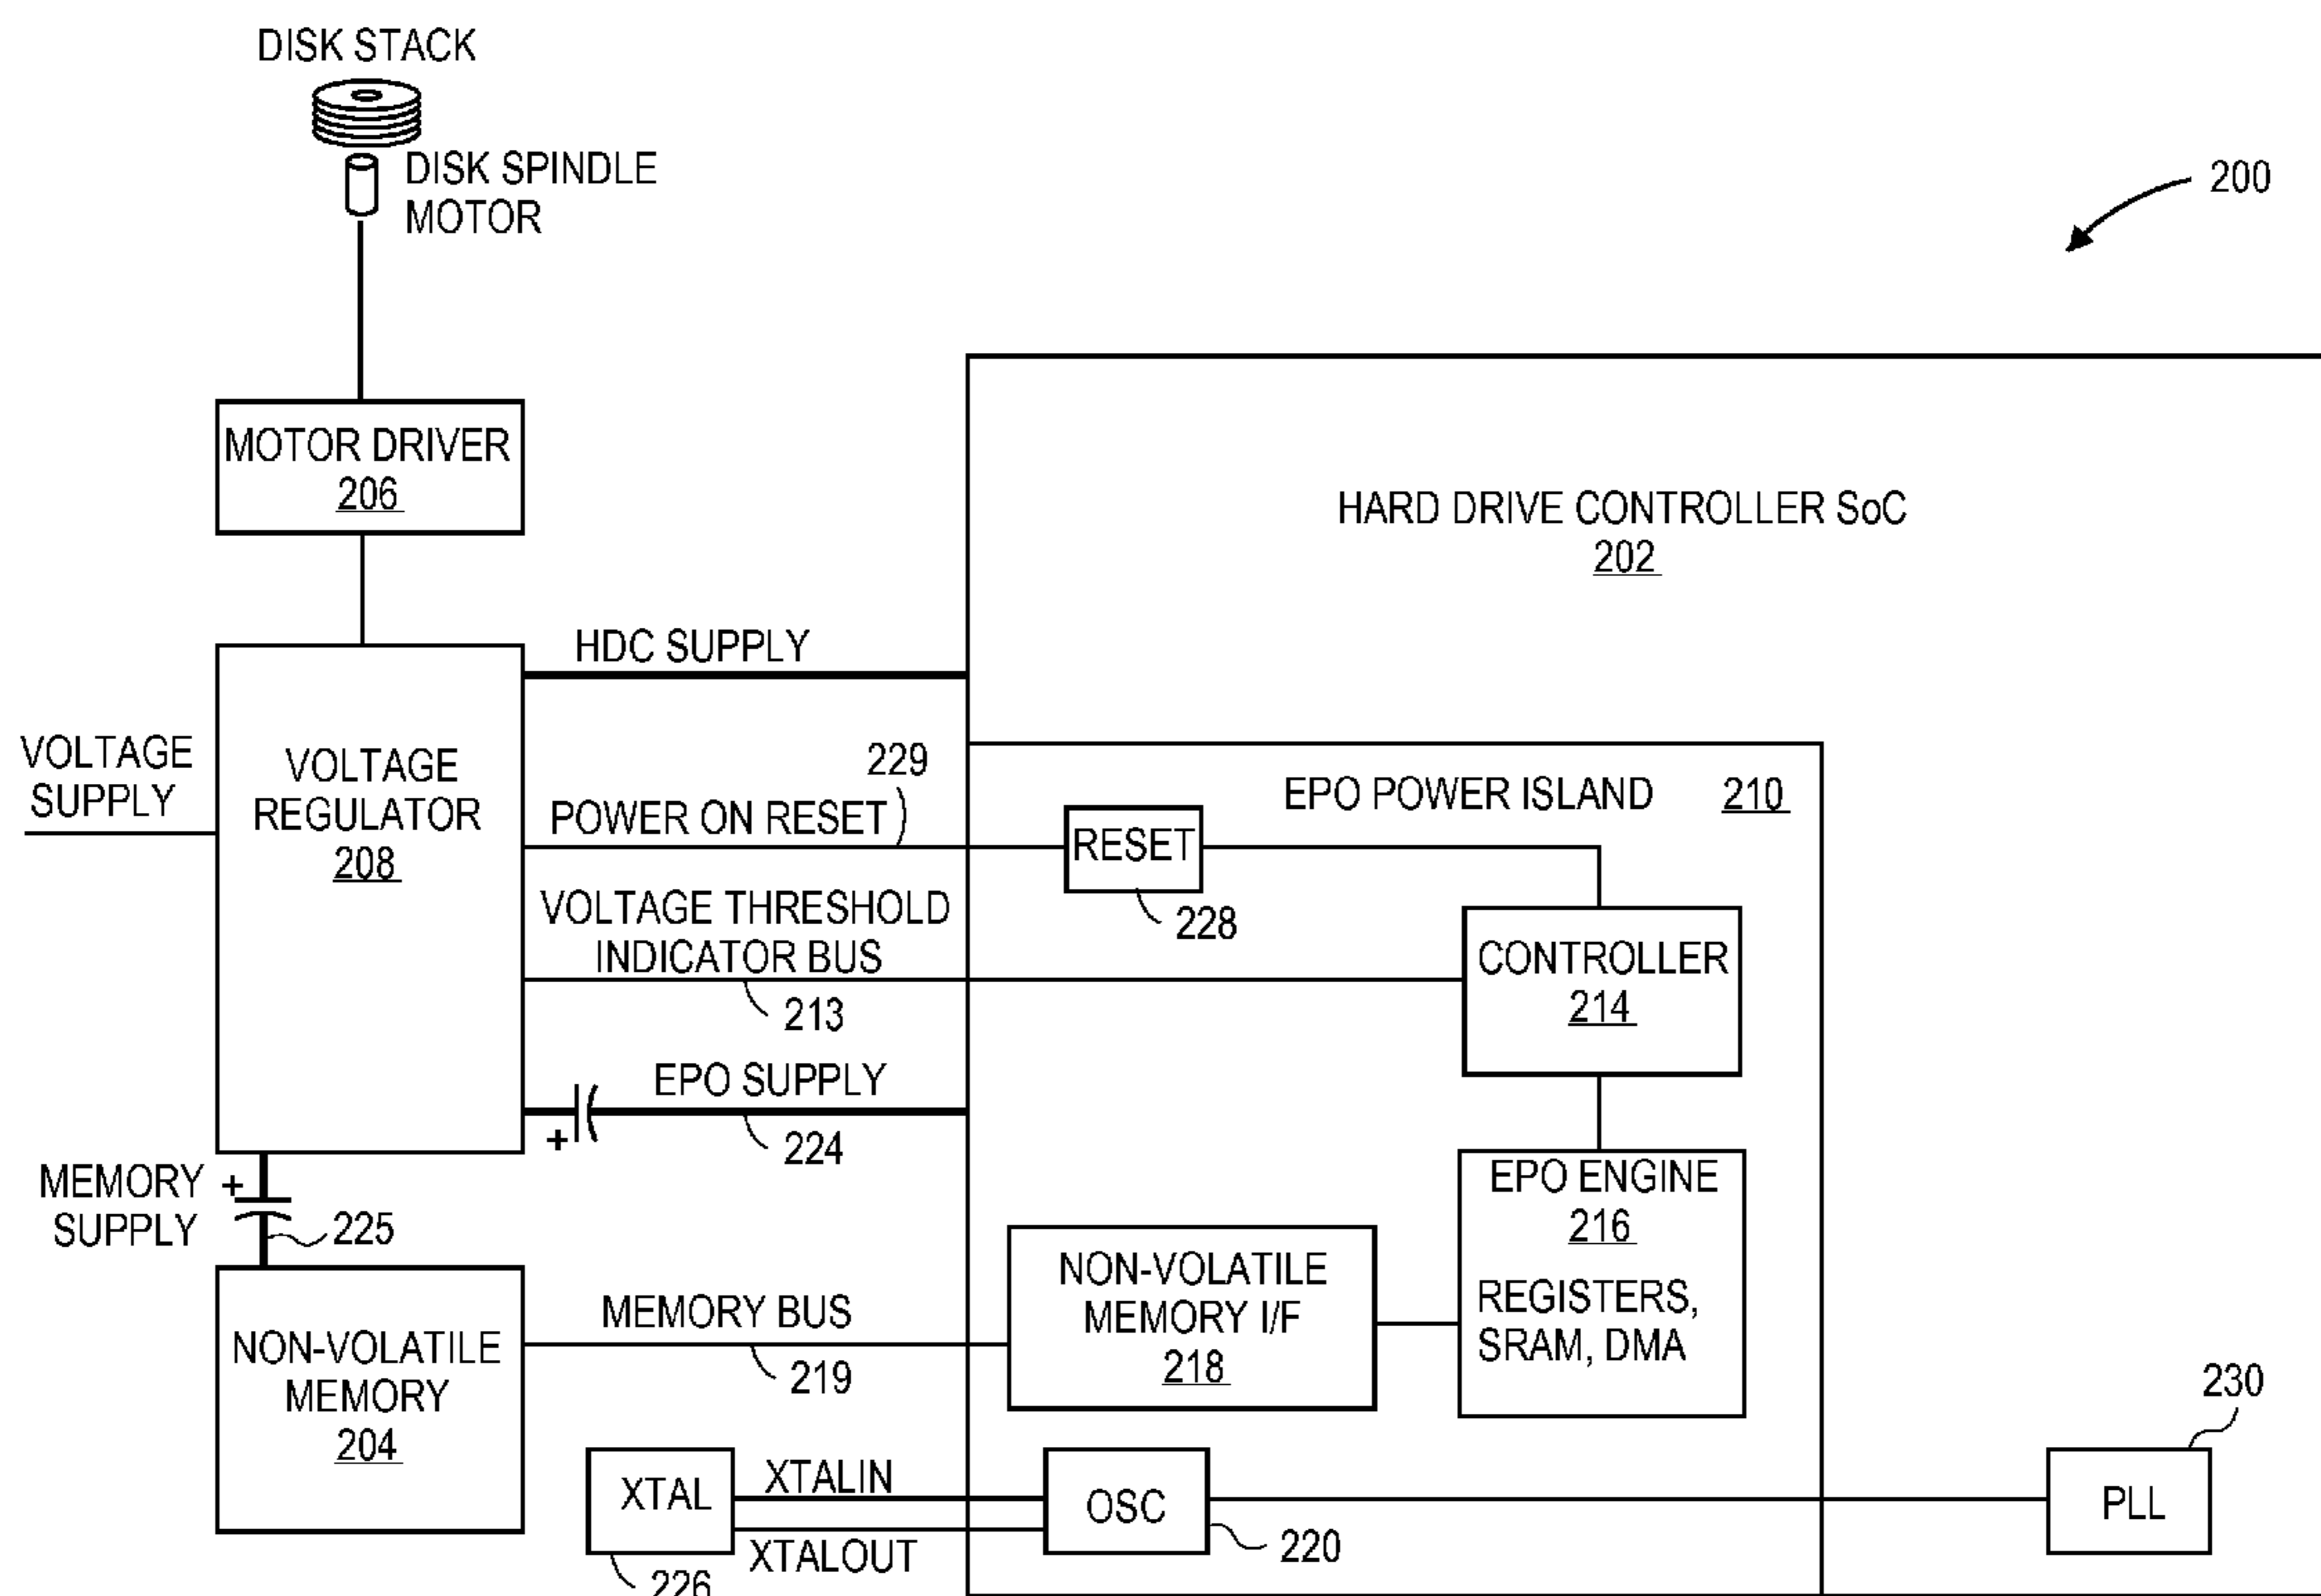 DISK STACK
DISK SPINDLE
MOTOR
200
MOTOR DRIVER
206
HARD DRIVE CONTROLLER SoC
202
HDC SUPPLY
VOLTAGE
SUPPLY
VOLTAGE
REGULATOR
208
229
POWER ON RESET
EPO POWER ISLAND 210
RESET
228
VOLTAGE THRESHOLD
INDICATOR BUS
213
CONTROLLER
214
EPO SUPPLY
+
224
MEMORY
SUPPLY
+
225
EPO ENGINE
216
REGISTERS,
SRAM, DMA
NON-VOLATILE
MEMORY I/F
218
MEMORY BUS
219
NON-VOLATILE
MEMORY
204
230
XTAL
XTALIN
XTALOUT
226
OSC
220
PLL